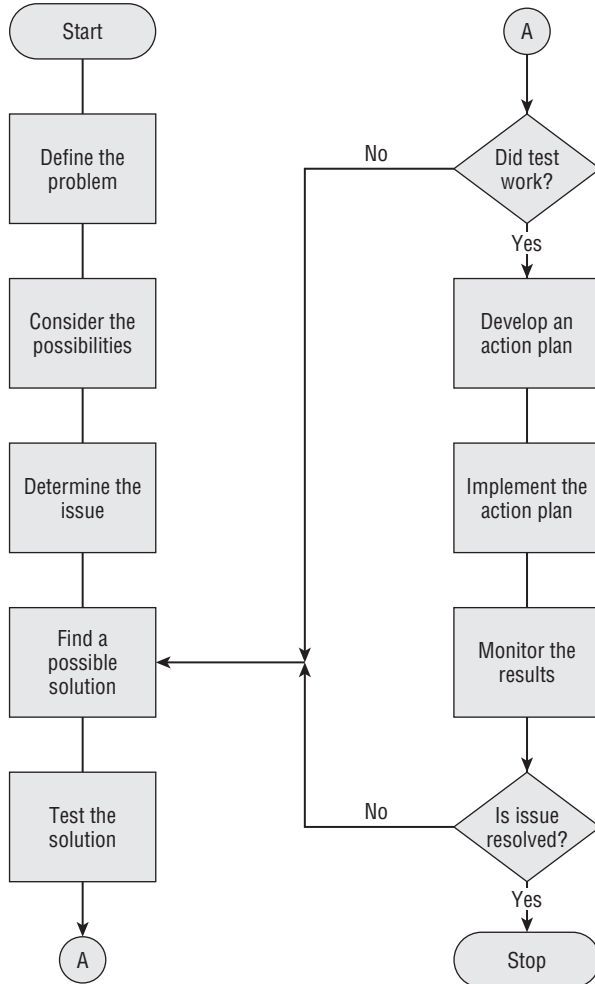 Start
Define the
problem
Consider the
possibilities
Determine the
issue
Find a
possible
solution
Test the
solution
A
A
Did test
work?
No
Yes
Develop an
action plan
Implement the
action plan
Monitor the
results
Is issue
resolved?
No
Yes
Stop